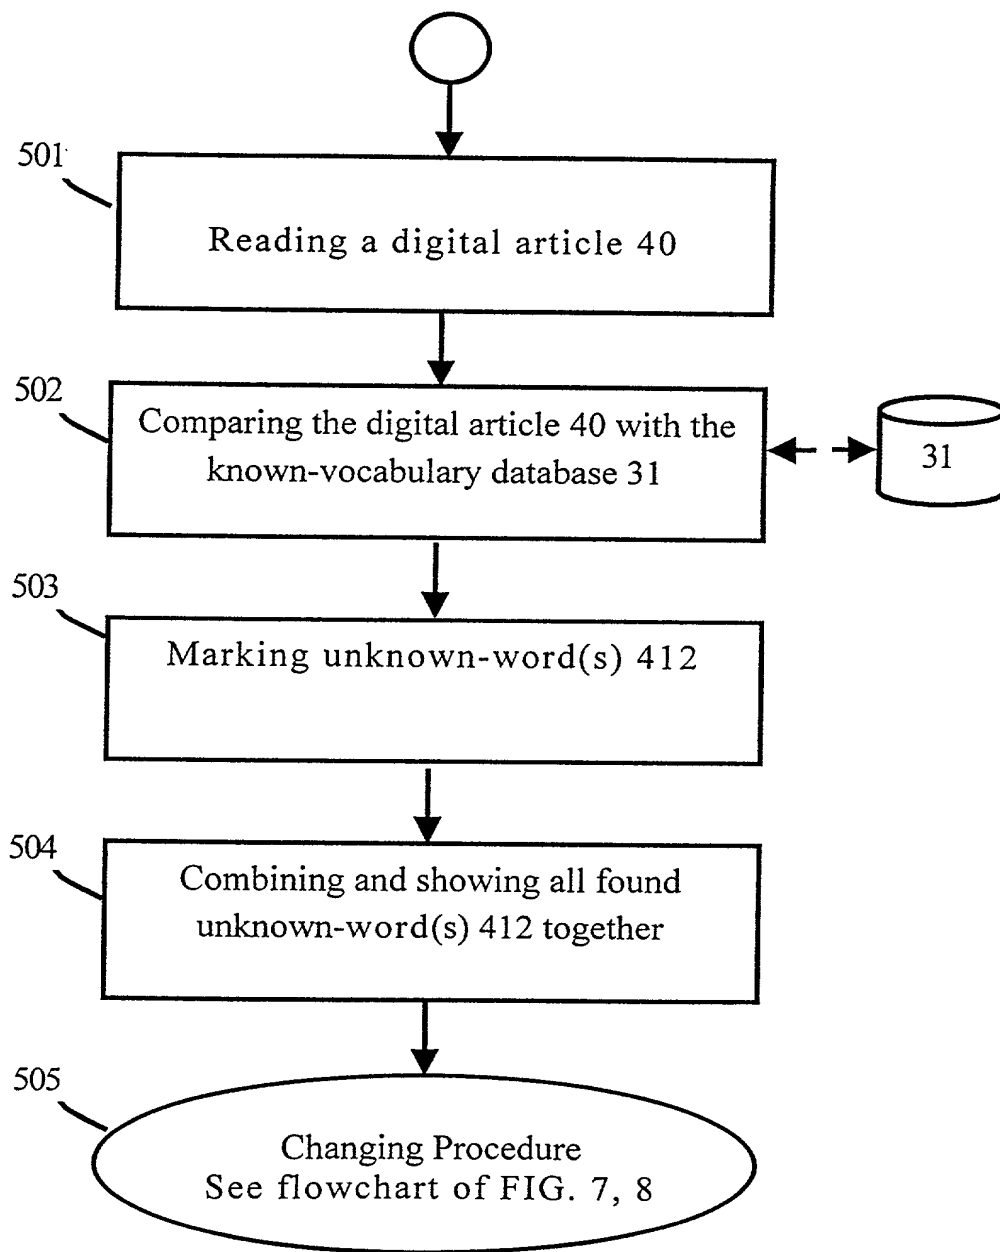 501
Reading a digital article 40
502
Comparing the digital article 40 with the
known-vocabulary database 31
31
503
Marking unknown-word(s) 412
504
Combining and showing all found
unknown-word(s) 412 together
505
Changing Procedure
See flowchart of FIG. 7, 8